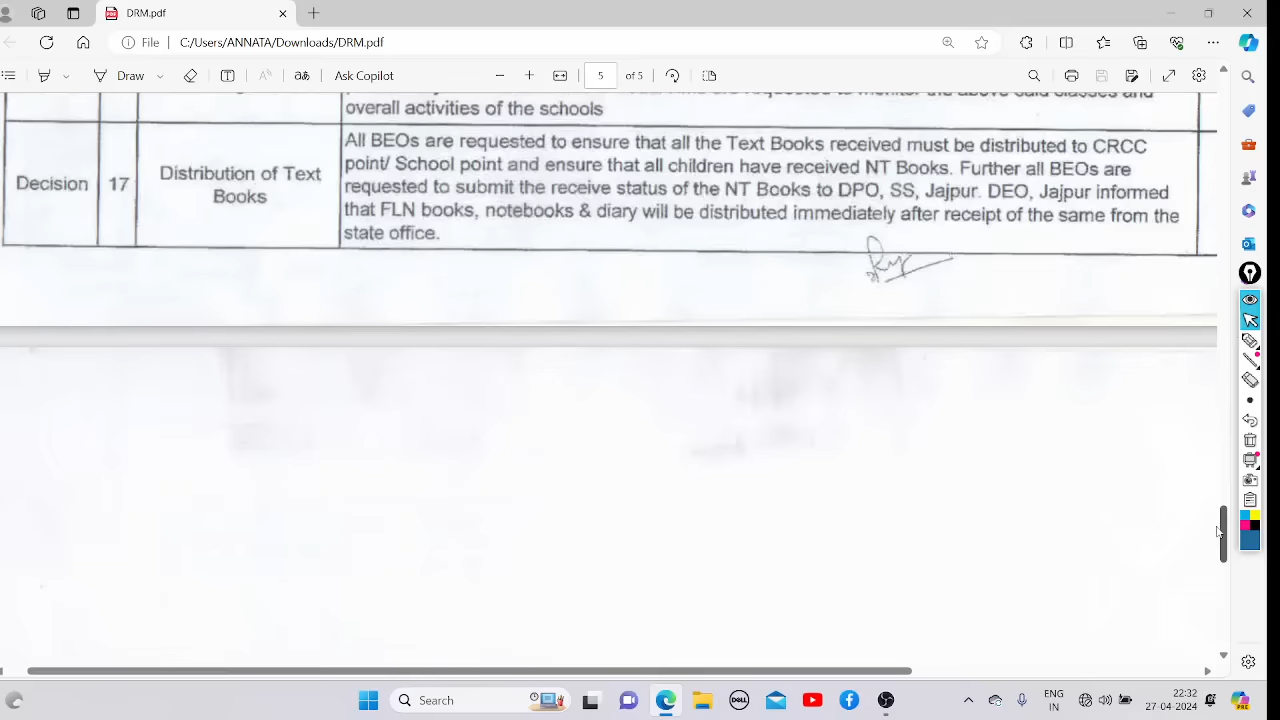 DRM.pdf
File
C:/Users/ANNATA/Downloads/DRM.pdf
Draw
Ask Copilot
5 of 5
overall activities of the schools
Decision
17
Distribution of Text
Books
All BEOs are requested to ensure that all the Text Books received must be distributed to CRCC
point/ School point and ensure that all children have received NT Books. Further all BEOs are
requested to submit the receive status of the NT Books to DPO, SS, Jajpur. DEO, Jajpur informed
that FLN books, notebooks & diary will be distributed immediately after receipt of the same from the
state office.
Search
ENG
IN
22:32
27-04-2024